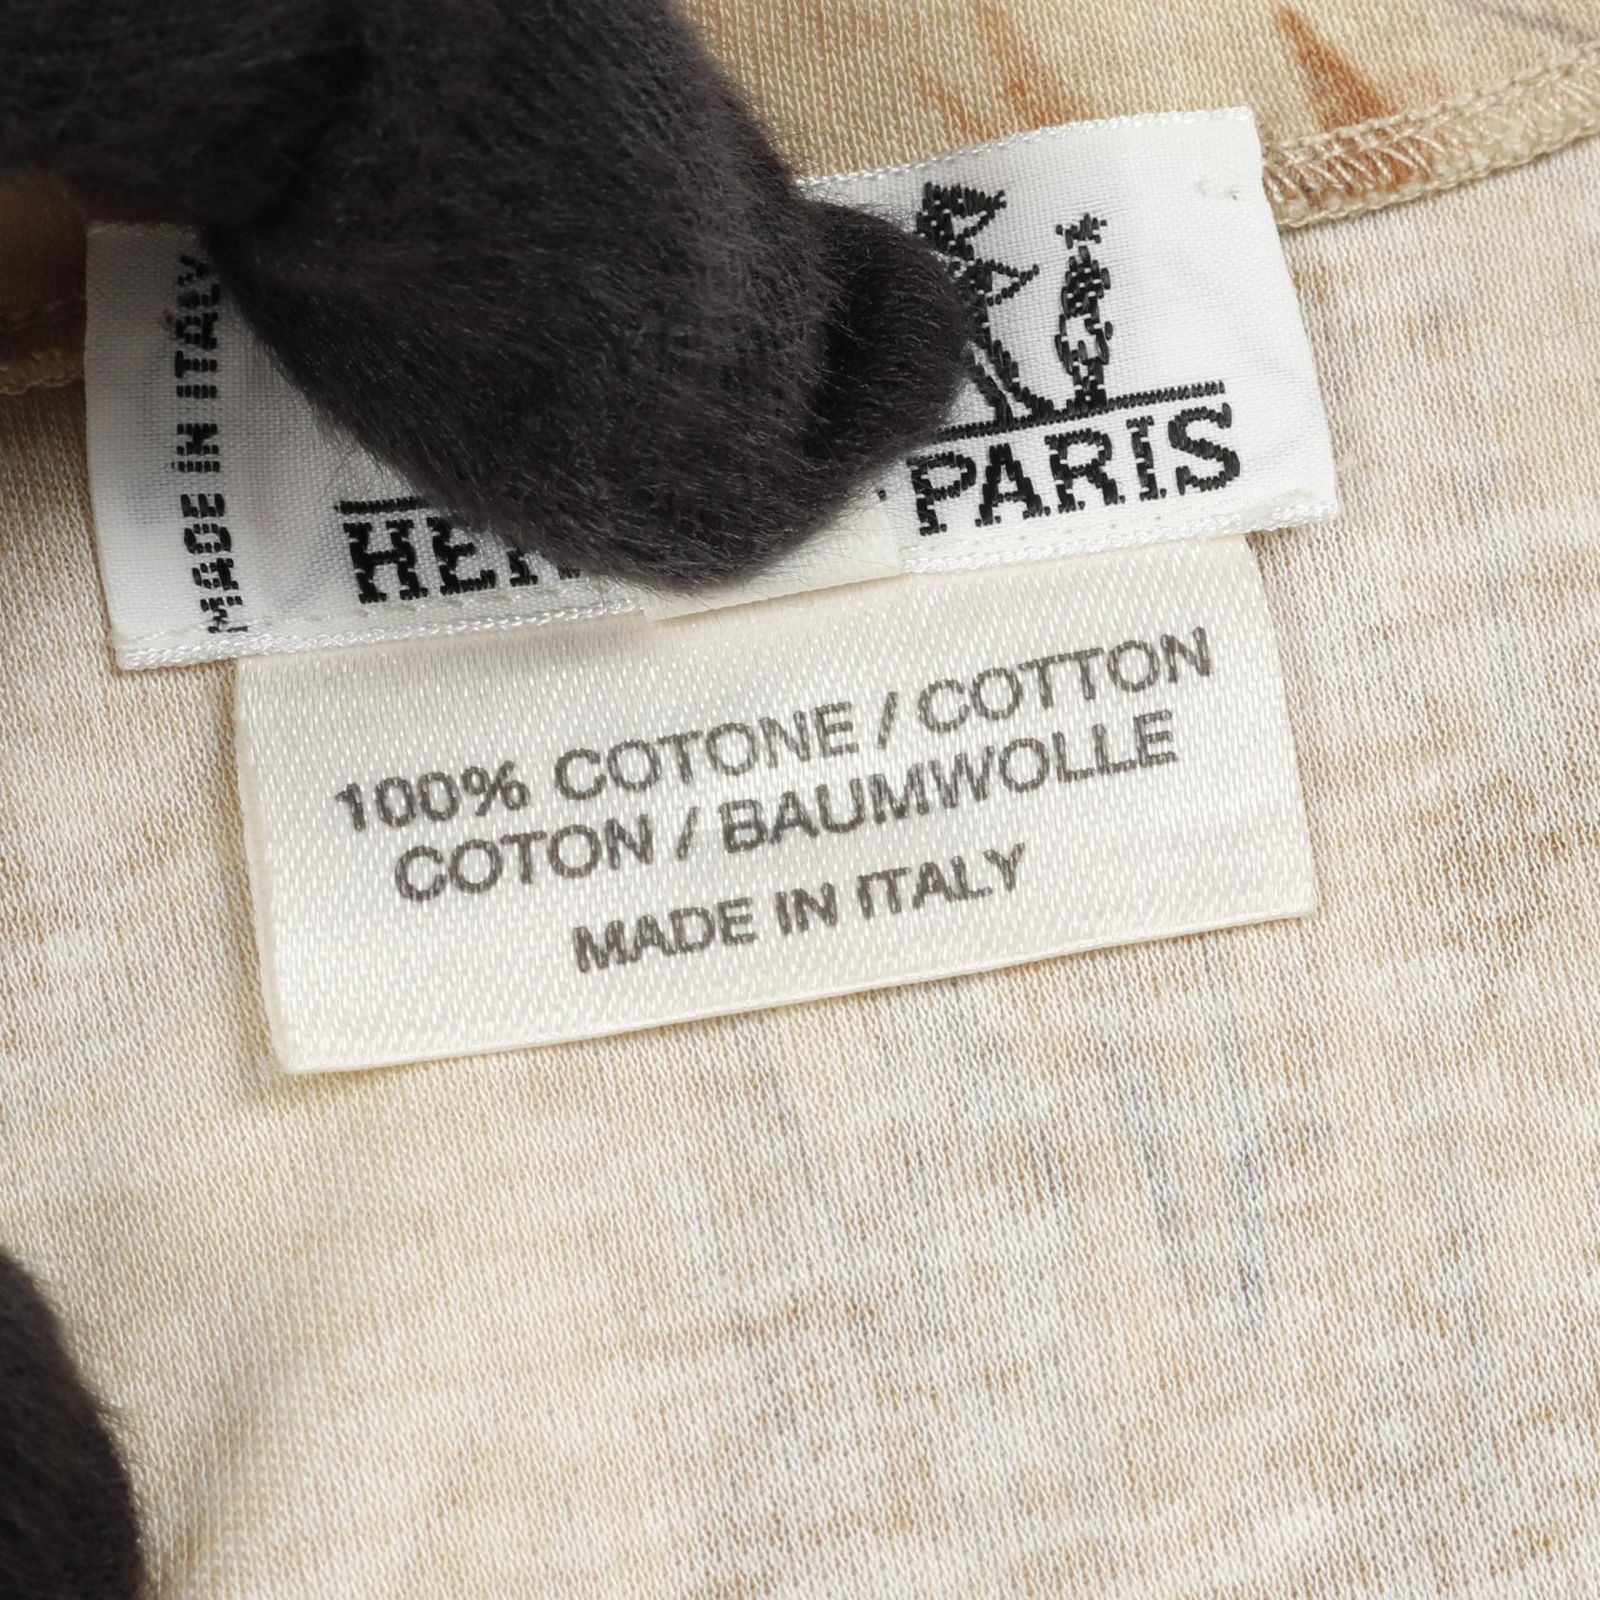 MADE IN ITALY
PARIS
100% COTONE / COTTON
COTON / BAUMWOLLE
MADE IN ITALY